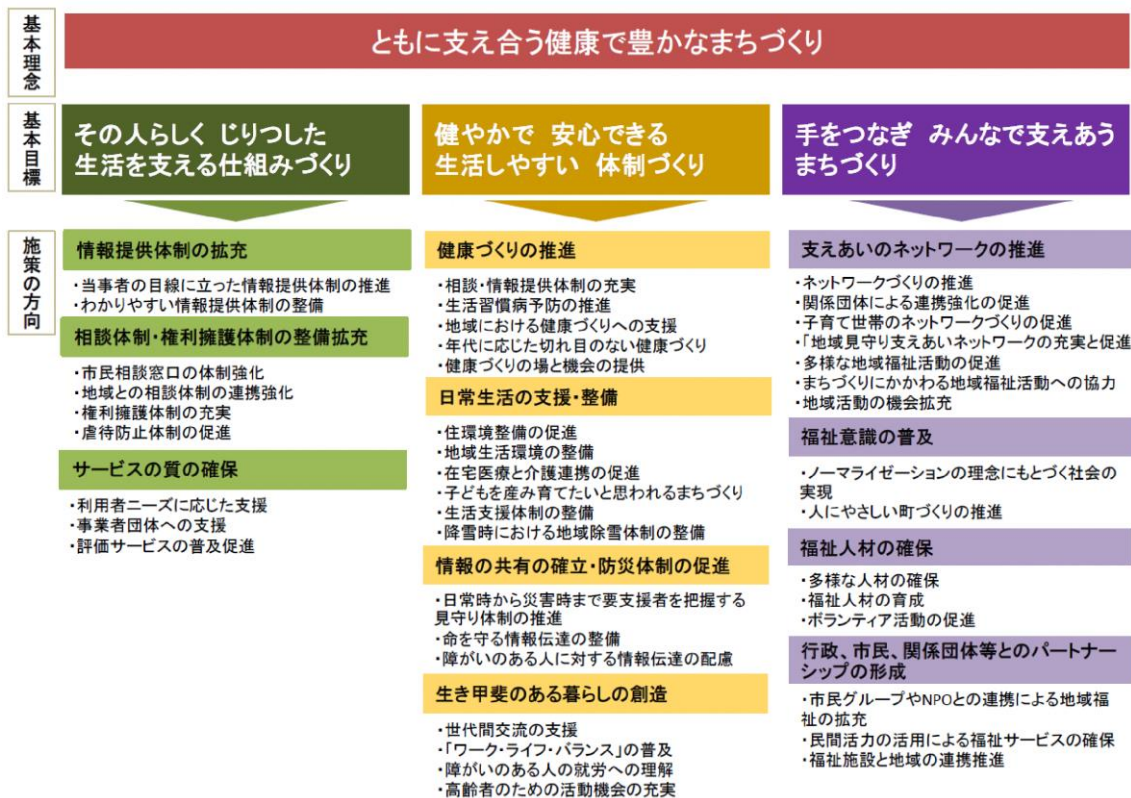 基本理念
ともに支え合う健康で豊かなまちづくり
基本目標
その人らしく じりつした
生活を支える仕組みづくり
健やかで 安心できる
生活しやすい 体制づくり
手をつなぎ みんなで支えあう
まちづくり
施策の方向
情報提供体制の拡充
・当事者の目線に立った情報提供体制の推進
・わかりやすい情報提供体制の整備
相談体制・権利擁護体制の整備拡充
・市民相談窓口の体制強化
・地域との相談体制の連携強化
・権利擁護体制の充実
・虐待防止体制の促進
サービスの質の確保
・利用者ニーズに応じた支援
・事業者団体への支援
・評価サービスの普及促進
健康づくりの推進
・相談・情報提供体制の充実
・生活習慣病予防の推進
・地域における健康づくりへの支援
・年代に応じた切れ目のない健康づくり
・健康づくりの場と機会の提供
日常生活の支援・整備
・住環境整備の促進
・地域生活環境の整備
・在宅医療と介護連携の促進
・子どもを産み育てたいと思われるまちづくり
・生活支援体制の整備
・降雪時における地域除雪体制の整備
情報の共有の確立・防災体制の促進
・日常時から災害時まで要支援者を把握する
見守り体制の推進
・命を守る情報伝達の整備
・障がいのある人に対する情報伝達の配慮
生き甲斐のある暮らしの創造
・世代間交流の支援
・「ワーク・ライフ・バランス」の普及
・障がいのある人の就労への理解
・高齢者のための活動機会の充実
支えあいのネットワークの推進
・ネットワークづくりの推進
・関係団体による連携強化の促進
・子育て世帯のネットワークづくりの促進
・「地域見守り支えあいネットワークの充実と促進
・多様な地域福祉活動の促進
・まちづくりにかかわる地域福祉活動への協力
・地域活動の機会拡充
福祉意識の普及
・ノーマライゼーションの理念にもとづく社会の
実現
・人にやさしい町づくりの推進
福祉人材の確保
・多様な人材の確保
・福祉人材の育成
・ボランティア活動の促進
行政、市民、関係団体等とのパートナー
シップの形成
・市民グループやNPOとの連携による地域福
祉の拡充
・民間活力の活用による福祉サービスの確保
・福祉施設と地域の連携推進